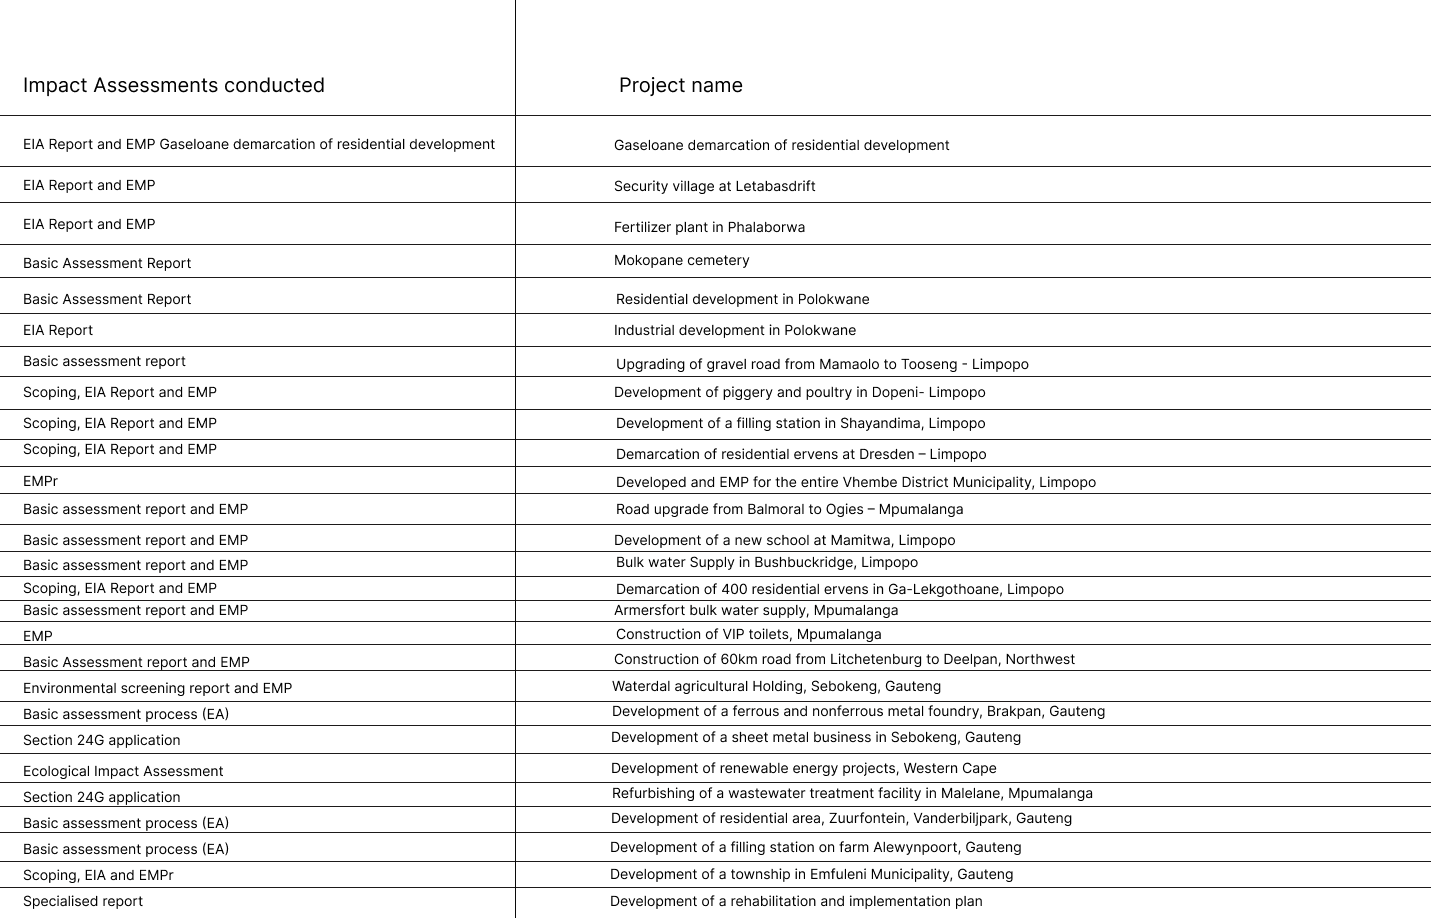 Impact Assessments conducted
Project name
EIA Report and EMP Gaseloane demarcation of residential development
Gaseloane demarcation of residential development
EIA Report and EMP
Security village at Letabasdrift
EIA Report and EMP
Fertilizer plant in Phalaborwa
Basic Assessment Report
Mokopane cemetery
Basic Assessment Report
Residential development in Polokwane
EIA Report
Industrial development in Polokwane
Basic assessment report
Upgrading of gravel road from Mamaolo to Tooseng - Limpopo
Scoping, EIA Report and EMP
Development of piggery and poultry in Dopeni- Limpopo
Scoping, EIA Report and EMP
Development of a filling station in Shayandima, Limpopo
Scoping, EIA Report and EMP
Demarcation of residential ervens at Dresden – Limpopo
EMPr
Developed and EMP for the entire Vhembe District Municipality, Limpopo
Basic assessment report and EMP
Road upgrade from Balmoral to Ogies – Mpumalanga
Basic assessment report and EMP
Development of a new school at Mamitwa, Limpopo
Basic assessment report and EMP
Bulk water Supply in Bushbuckridge, Limpopo
Scoping, EIA Report and EMP
Demarcation of 400 residential ervens in Ga-Lekgothoane, Limpopo
Basic assessment report and EMP
Armersfort bulk water supply, Mpumalanga
EMP
Construction of VIP toilets, Mpumalanga
Basic Assessment report and EMP
Construction of 60km road from Litchetenburg to Deelpan, Northwest
Environmental screening report and EMP
Waterdal agricultural Holding, Sebokeng, Gauteng
Basic assessment process (EA)
Development of a ferrous and nonferrous metal foundry, Brakpan, Gauteng
Section 24G application
Development of a sheet metal business in Sebokeng, Gauteng
Ecological Impact Assessment
Development of renewable energy projects, Western Cape
Section 24G application
Refurbishing of a wastewater treatment facility in Malelane, Mpumalanga
Basic assessment process (EA)
Development of residential area, Zuurfontein, Vanderbiljpark, Gauteng
Basic assessment process (EA)
Development of a filling station on farm Alewynpoort, Gauteng
Scoping, EIA and EMPr
Development of a township in Emfuleni Municipality, Gauteng
Specialised report
Development of a rehabilitation and implementation plan